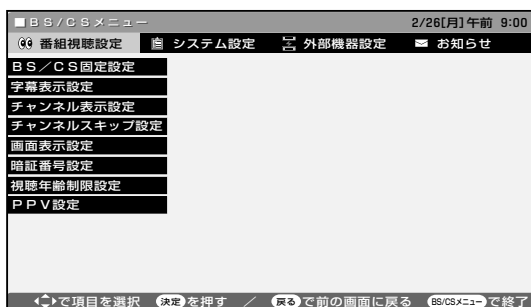 ■BS/CSメニュー 2/26[月]午前 9:00
番組視聴設定 システム設定 外部機器設定 お知らせ
BS/CS固定設定
字幕表示設定
チャンネル表示設定
チャンネルスキップ設定
画面表示設定
暗証番号設定
視聴年齢制限設定
PPV設定
で項目を選択 決定を押す / 戻るで前の画面に戻る BS/CSメニューで終了